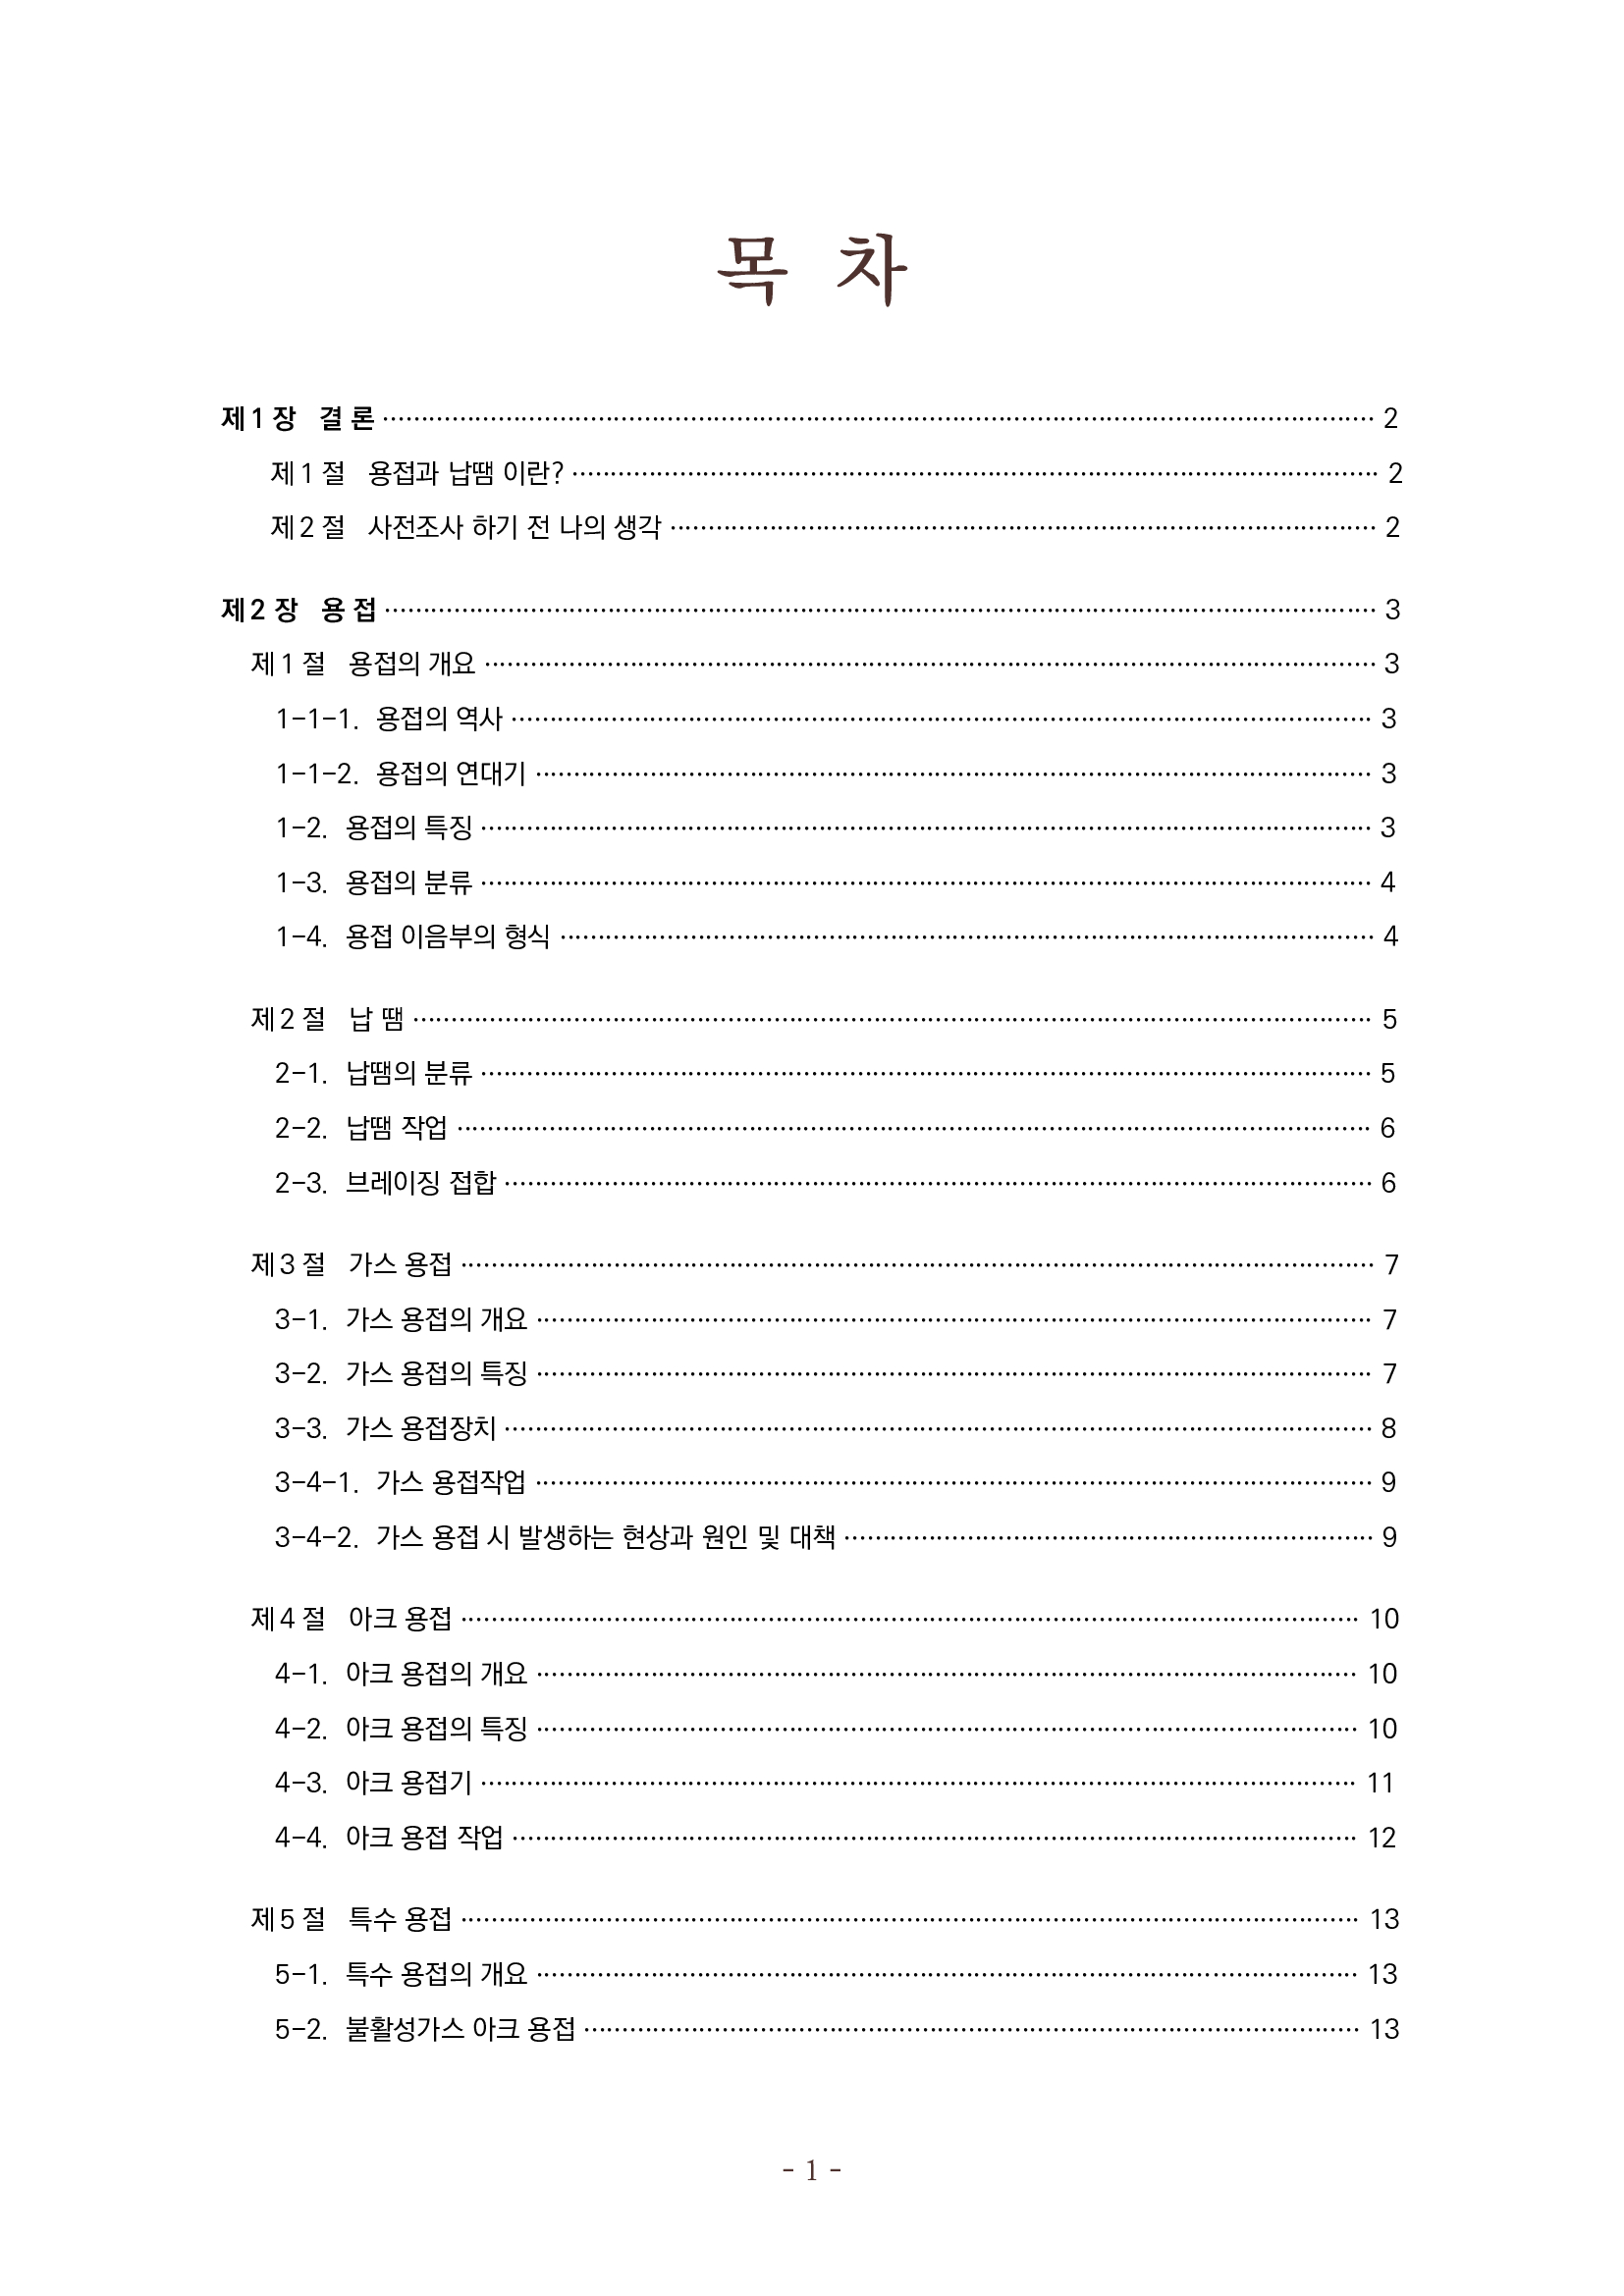 목 차
제1장 결론 ········ 2
제1절 용접과 납땜 이란? ········ 2
제2절 사전조사 하기 전 나의 생각 ········ 2
제2장 용접 ········ 3
제1절 용접의 개요 ········ 3
1-1-1. 용접의 역사 ········ 3
1-1-2. 용접의 연대기 ········ 3
1-2. 용접의 특징 ········ 3
1-3. 용접의 분류 ········ 4
1-4. 용접 이음부의 형식 ········ 4
제2절 납 땜 ········ 5
2-1. 납땜의 분류 ········ 5
2-2. 납땜 작업 ········ 6
2-3. 브레이징 접합 ········ 6
제3절 가스 용접 ········ 7
3-1. 가스 용접의 개요 ········ 7
3-2. 가스 용접의 특징 ········ 7
3-3. 가스 용접장치 ········ 8
3-4-1. 가스 용접작업 ········ 9
3-4-2. 가스 용접 시 발생하는 현상과 원인 및 대책 ········ 9
제4절 아크 용접 ········ 10
4-1. 아크 용접의 개요 ········ 10
4-2. 아크 용접의 특징 ········ 10
4-3. 아크 용접기 ········ 11
4-4. 아크 용접 작업 ········ 12
제5절 특수 용접 ········ 13
5-1. 특수 용접의 개요 ········ 13
5-2. 불활성가스 아크 용접 ········ 13
- 1 -